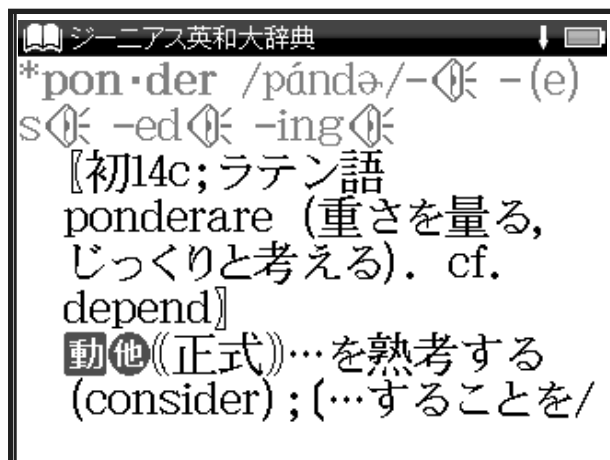 ジーニアス英和大辞典
*pon·der /pάndɚ/– –(e)
s –ed –ing
〖初14c;ラテン語
ponderare (重さを量る,
じっくりと考える). cf.
depend〗
動他⸨正式⸩…を熟考する
(consider) ; (…することを/